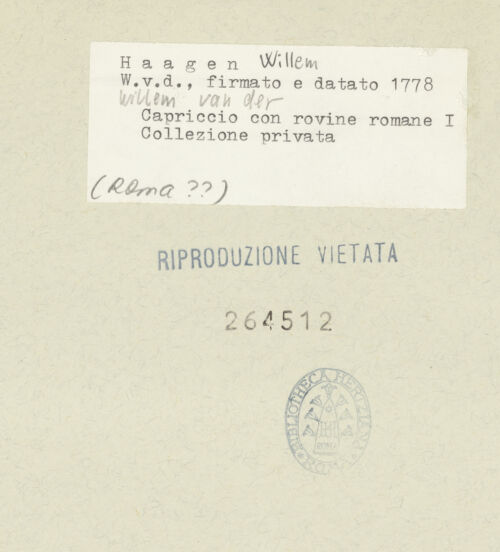 Haagen Willem
W.v.d., firmato e datato 1778
Willem van der
Capriccio con rovine romane I
Collezione privata
(Roma ??)
RIPRODUZIONE VIETATA
264512
BIBLIOTHECA HERTZIANA
ROMA
ROMA